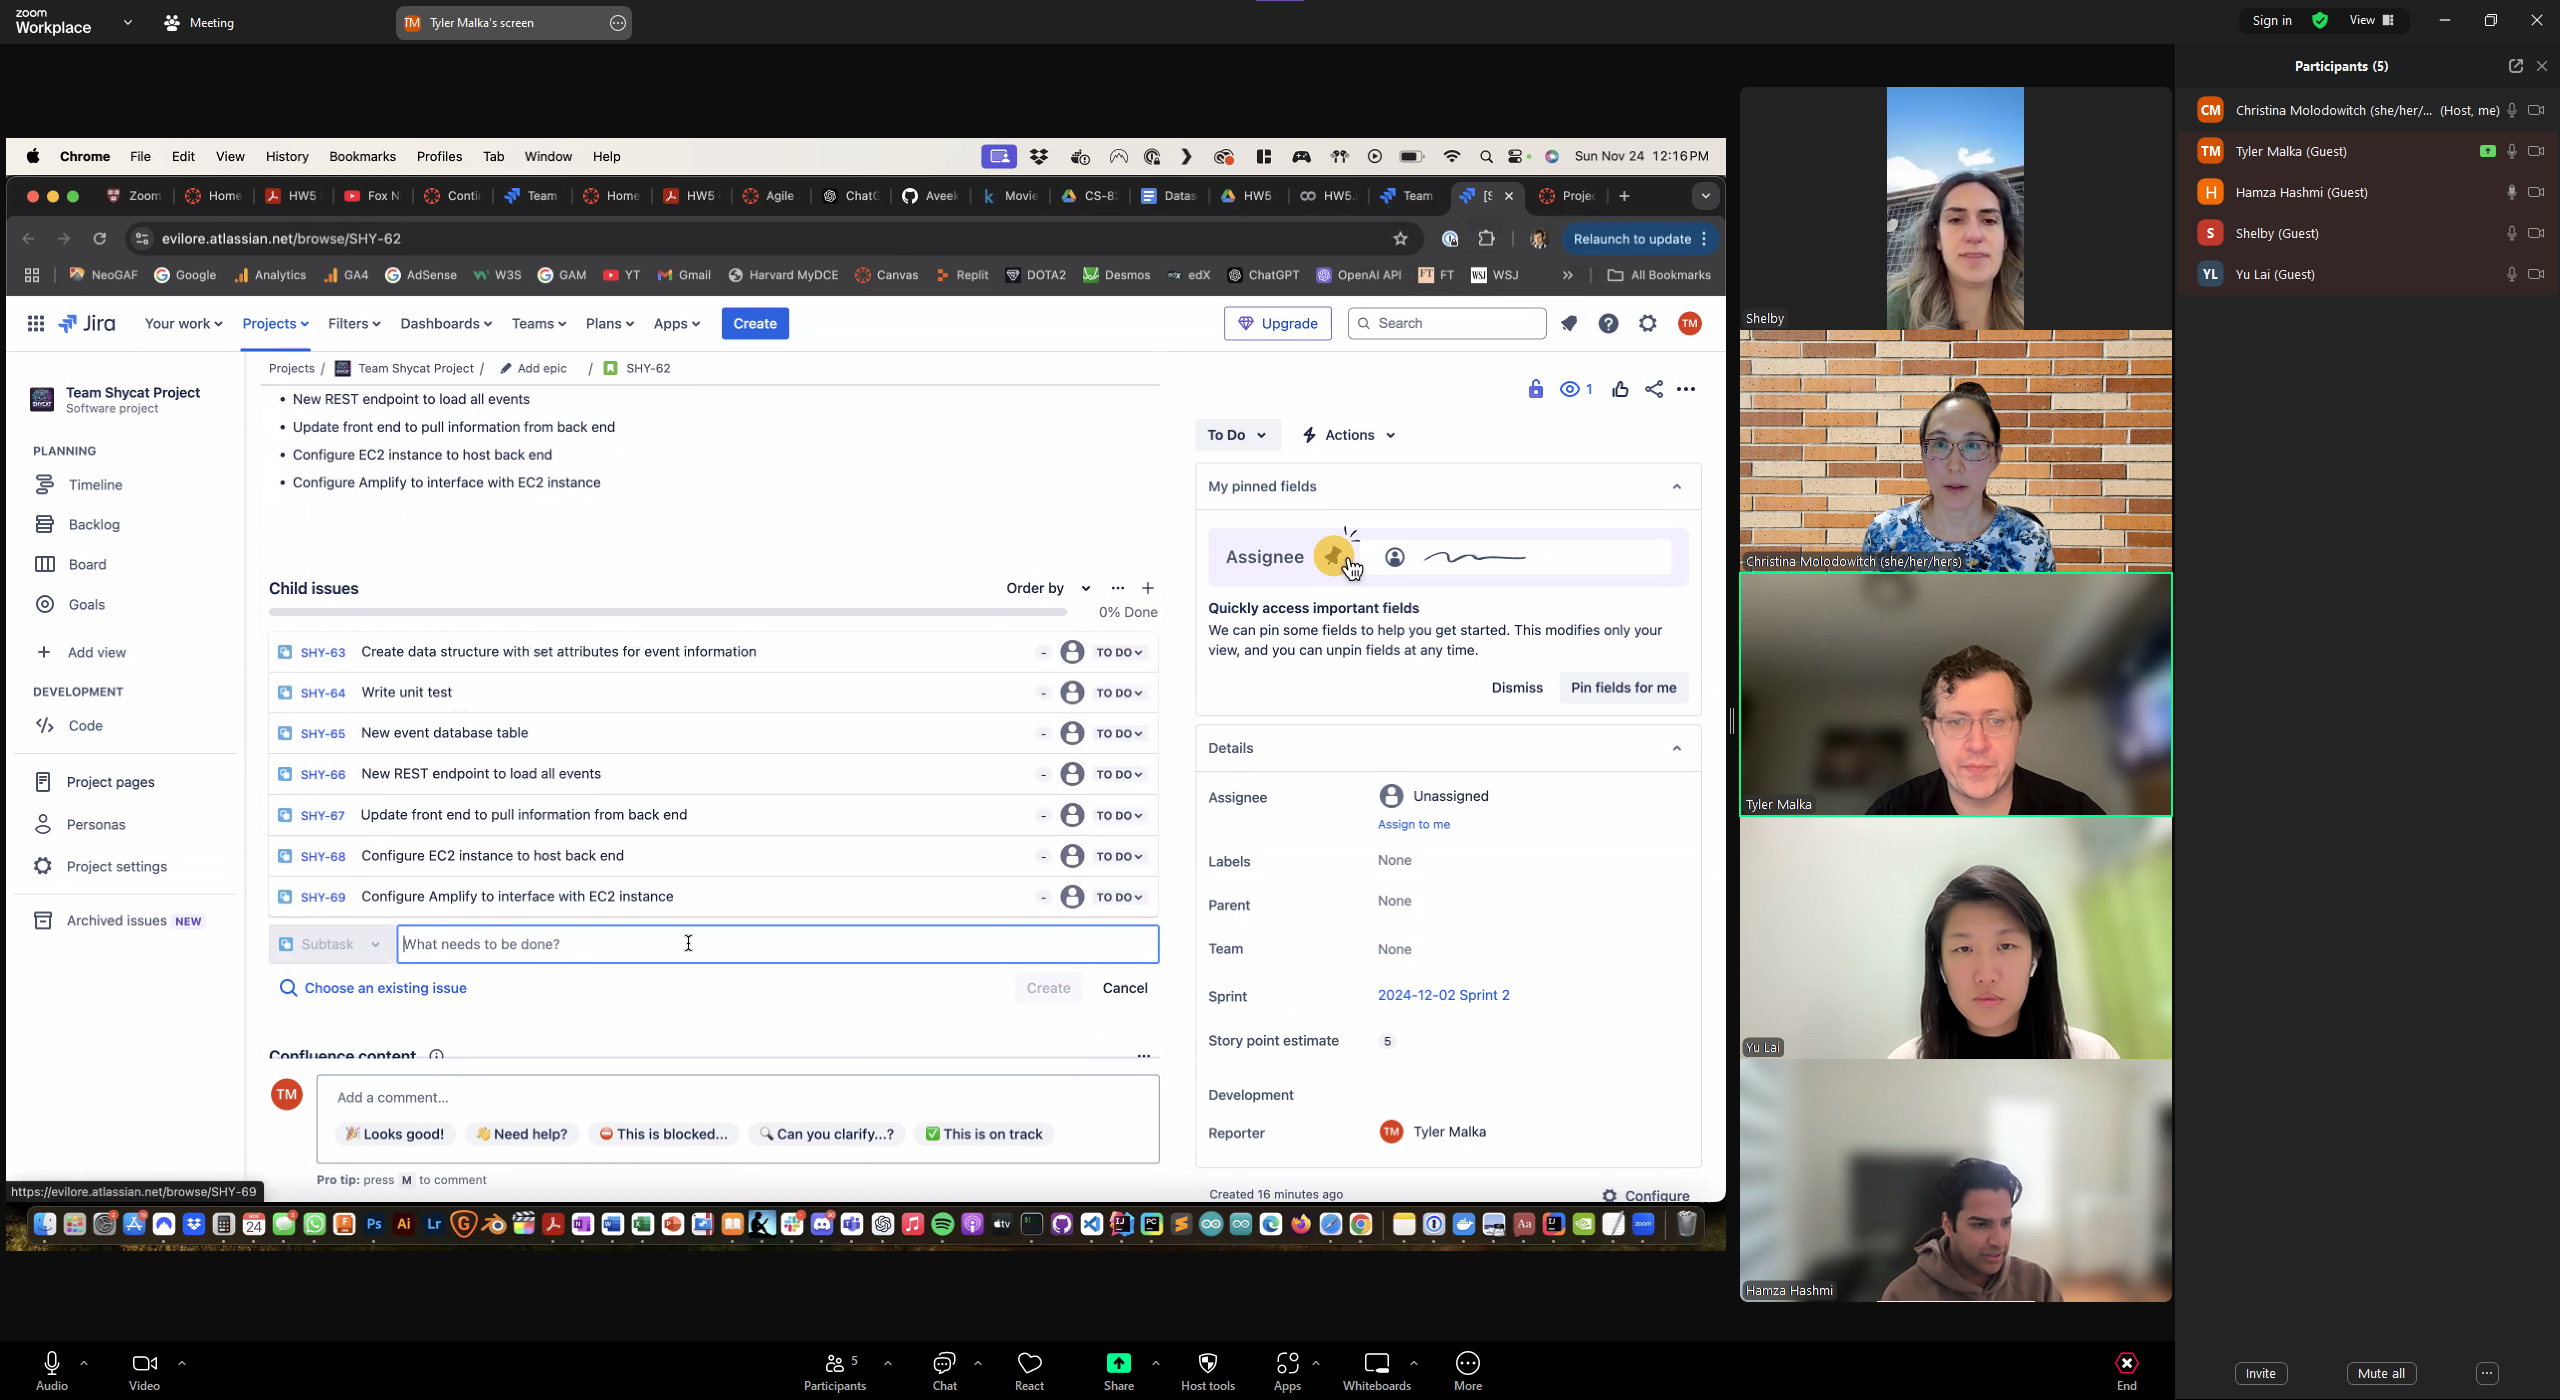 zoom
Workplace
Meeting
TM Tyler Malka's screen
Sign in
View
Participants (5)
CM Christina Molodowitch (she/her/... (Host, me)
TM Tyler Malka (Guest)
H Hamza Hashmi (Guest)
S Shelby (Guest)
YL Yu Lai (Guest)
Chrome File Edit View History Bookmarks Profiles Tab Window Help
Sun Nov 24 12:16 PM
Zoom Home HW5 Fox N Conti Team Home HW5 Agile ChatG Aveek Movie CS-8 Datas HW5 HW5. Team [S Projec
evilore.atlassian.net/browse/SHY-62
Relaunch to update
NeoGAF Google Analytics GA4 AdSense W3S GAM YT Gmail Harvard MyDCE Canvas Replit DOTA2 Desmos edX ChatGPT OpenAI API FT FT WSJ WSJ » All Bookmarks
Jira Your work Projects Filters Dashboards Teams Plans Apps Create
Upgrade
Search
TM
Projects / Team Shycat Project / Add epic / SHY-62
Team Shycat Project
Software project
PLANNING
Timeline
Backlog
Board
Goals
Add view
DEVELOPMENT
Code
Project pages
Personas
Project settings
Archived issues NEW
• New REST endpoint to load all events
• Update front end to pull information from back end
• Configure EC2 instance to host back end
• Configure Amplify to interface with EC2 instance
Child issues
Order by
0% Done
SHY-63 Create data structure with set attributes for event information - TO DO
SHY-64 Write unit test - TO DO
SHY-65 New event database table - TO DO
SHY-66 New REST endpoint to load all events - TO DO
SHY-67 Update front end to pull information from back end - TO DO
SHY-68 Configure EC2 instance to host back end - TO DO
SHY-69 Configure Amplify to interface with EC2 instance - TO DO
Subtask What needs to be done?
Choose an existing issue
Create Cancel
Confluence content
TM
Add a comment...
Looks good! Need help? This is blocked... Can you clarify...? This is on track
Pro tip: press M to comment
https://evilore.atlassian.net/browse/SHY-69
1
To Do
Actions
My pinned fields
Assignee
Quickly access important fields
We can pin some fields to help you get started. This modifies only your
view, and you can unpin fields at any time.
Dismiss Pin fields for me
Details
Assignee Unassigned
Assign to me
Labels None
Parent None
Team None
Sprint 2024-12-02 Sprint 2
Story point estimate 5
Development
Reporter TM Tyler Malka
Created 16 minutes ago
Configure
Shelby
Christina Molodowitch (she/her/hers)
Tyler Malka
Yu Lai
Hamza Hashmi
Audio
Video
Participants 5
Chat
React
Share
Host tools
Apps
Whiteboards
More
End
Invite
Mute all